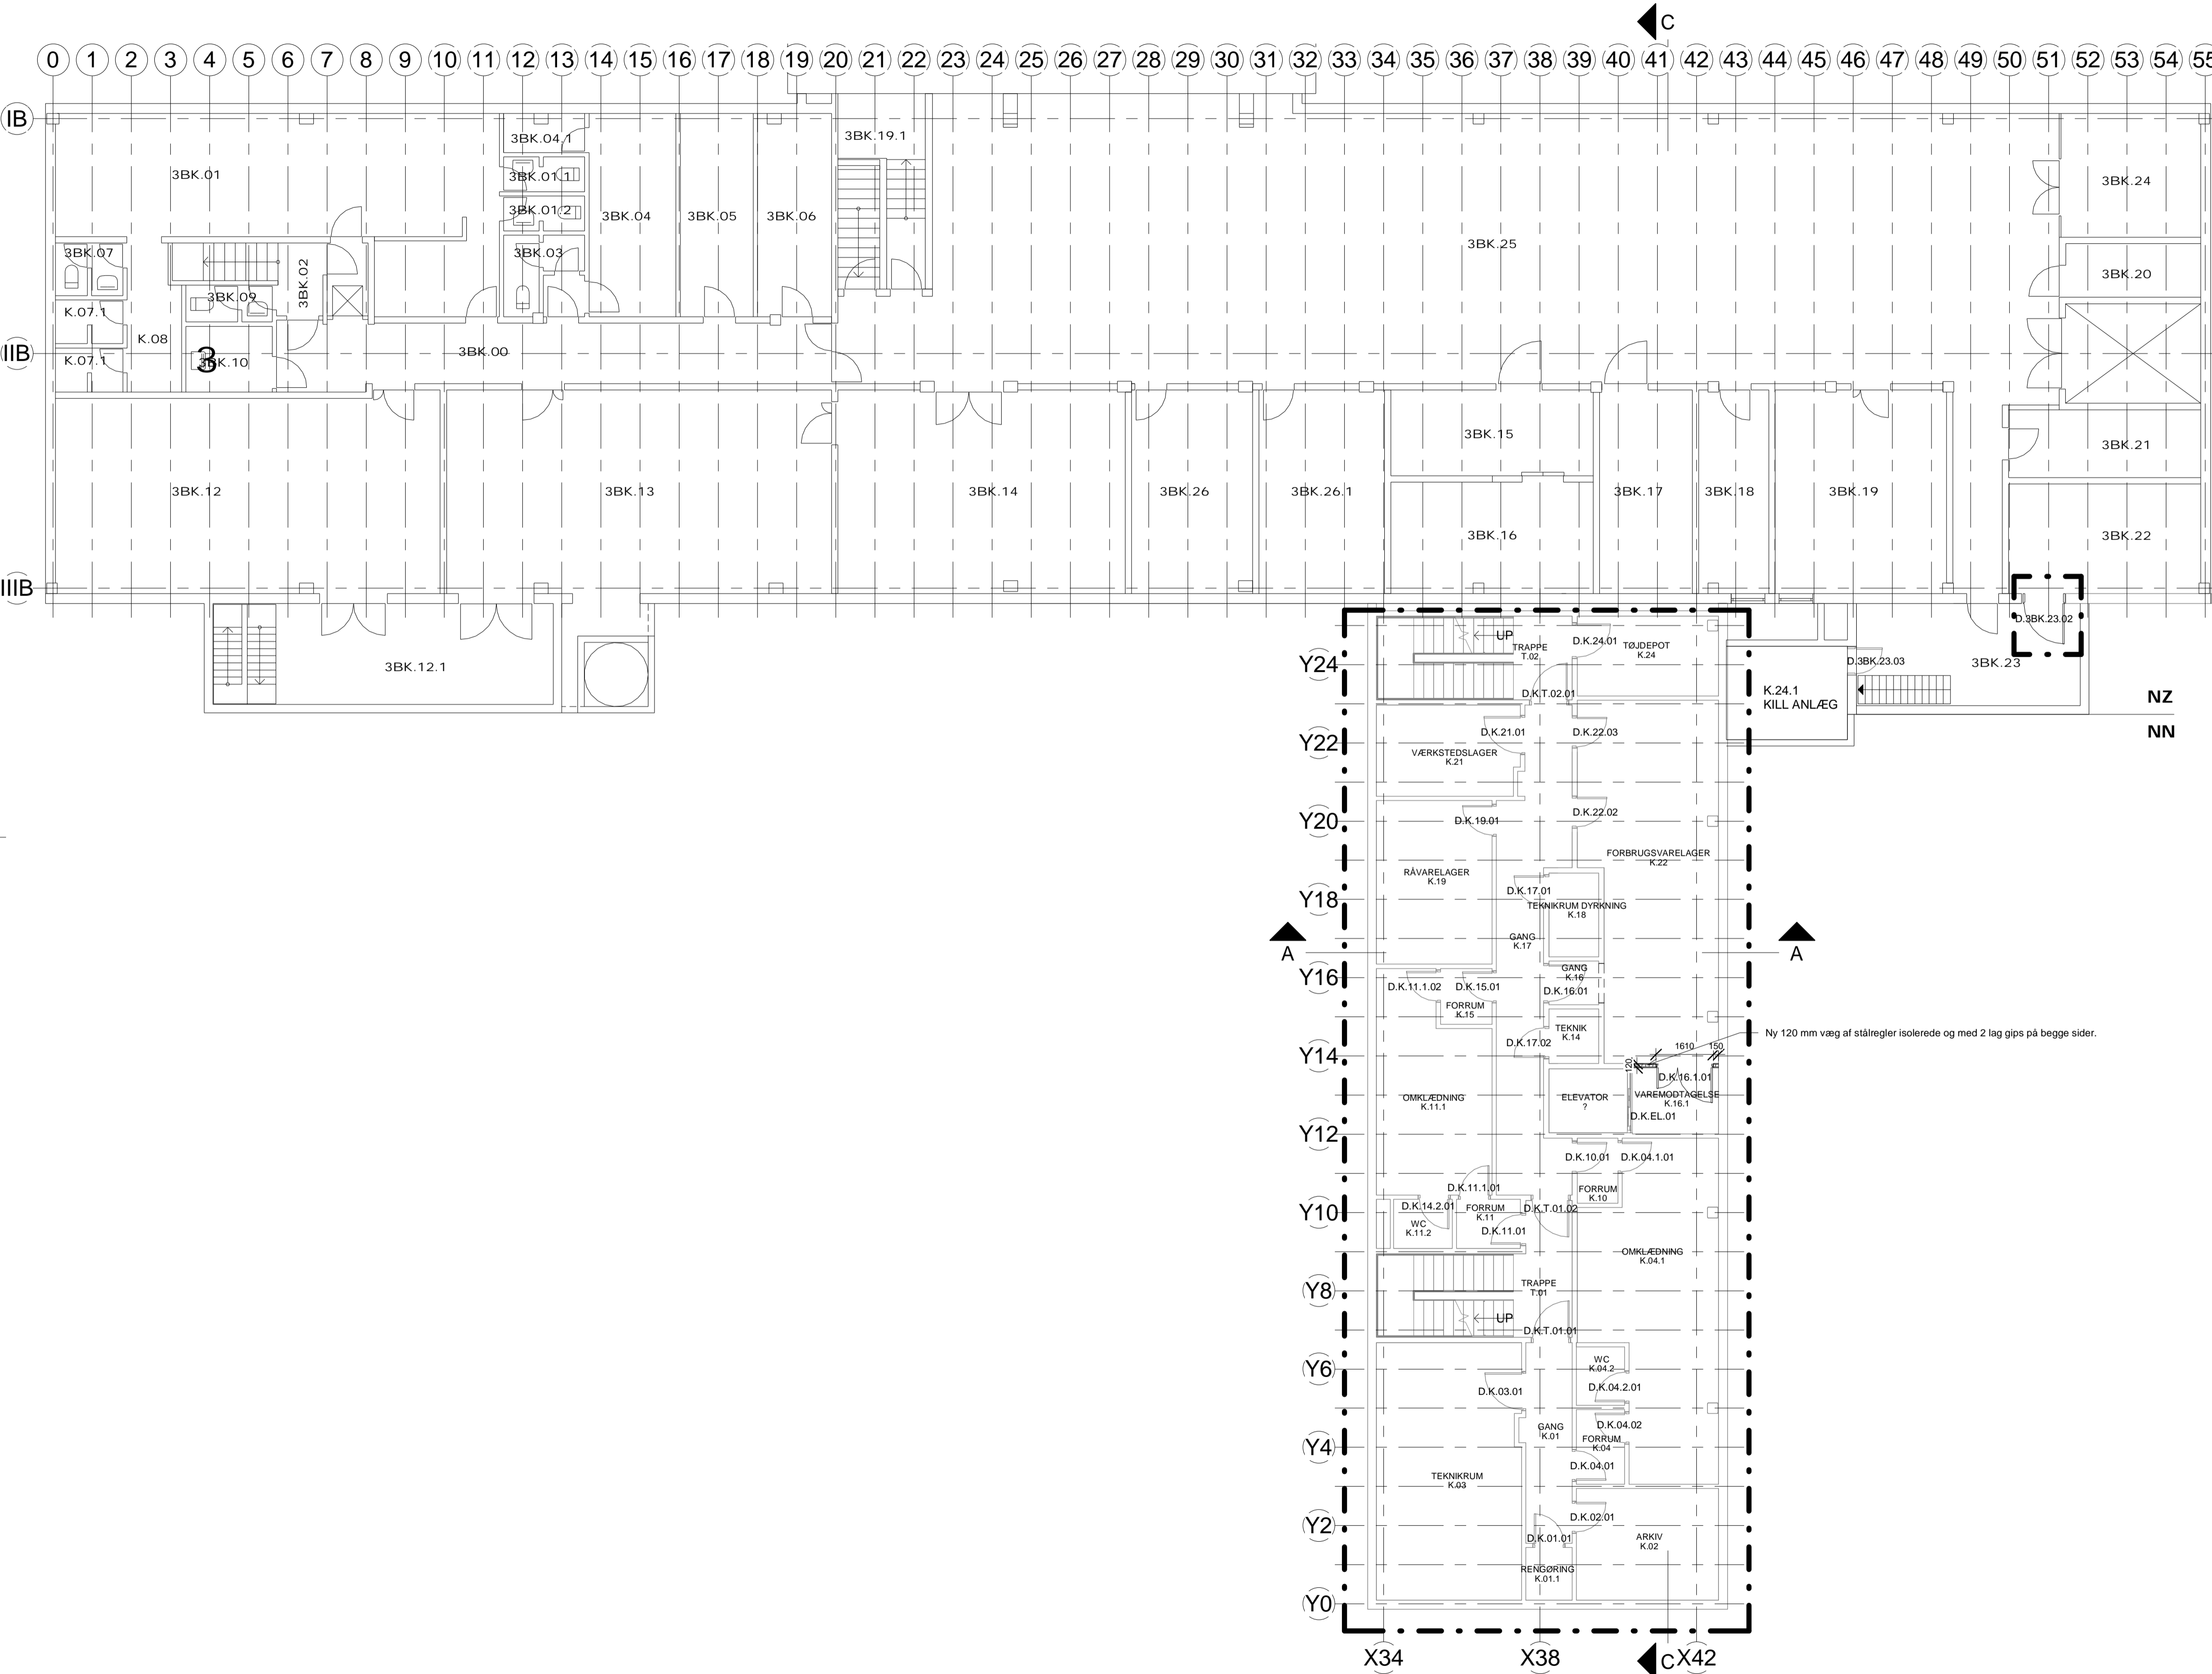 C
0 1 2 3 4 5 6 7 8 9 10 11 12 13 14 15 16 17 18 19 20 21 22 23 24 25 26 27 28 29 30 31 32 33 34 35 36 37 38 39 40 41 42 43 44 45 46 47 48 49 50 51 52 53 54 55
IB
3BK.04.1
3BK.19.1
3BK.01
3BK.01.1
3BK.24
3BK.01.2
3BK.04
3BK.05
3BK.06
3BK.25
3BK.07
3BK.03
3BK.02
3BK.20
3BK.09
K.07.1
K.08
IIB
3BK.00
K.07.1
3
3BK.10
3BK.15
3BK.21
3BK.12
3BK.13
3BK.14
3BK.26
3BK.26.1
3BK.17
3BK.18
3BK.19
3BK.16
3BK.22
IIIB
D.3BK.23.02
3BK.12.1
D.3BK.23.03
3BK.23
K.24.1
KILL ANLÆG
NZ
NN
UP
TRAPPE
T.02
D.K.24.01
TØJDEPOT
K.24
Y24
D.K.T.02.01
D.K.21.01
D.K.22.03
Y22
VÆRKSTEDSLAGER
K.21
D.K.22.02
Y20
D.K.19.01
FORBRUGSVARELAGER
K.22
RÅVARELAGER
K.19
D.K.17.01
Y18
TEKNIKRUM DYRKNING
K.18
GANG
K.17
A
A
GANG
K.16
Y16
D.K.11.1.02
D.K.15.01
D.K.16.01
FORRUM
K.15
TEKNIK
K.14
Ny 120 mm væg af stålregler isolerede og med 2 lag gips på begge sider.
D.K.17.02
1610
150
120
Y14
D.K.16.1.01
OMKLÆDNING
K.11.1
ELEVATOR
?
VAREMODTAGELSE
K.16.1
D.K.EL.01
Y12
D.K.10.01
D.K.04.1.01
D.K.11.1.01
FORRUM
K.10
Y10
D.K.14.2.01
FORRUM
K.11
D.K.T.01.02
WC
K.11.2
D.K.11.01
OMKLÆDNING
K.04.1
Y8
TRAPPE
T.01
UP
D.K.T.01.01
WC
K.04.2
Y6
D.K.03.01
D.K.04.2.01
GANG
K.01
D.K.04.02
FORRUM
K.04
Y4
D.K.04.01
TEKNIKRUM
K.03
D.K.02.01
Y2
D.K.01.01
ARKIV
K.02
RENGØRING
K.01.1
Y0
X34
X38
C
X42